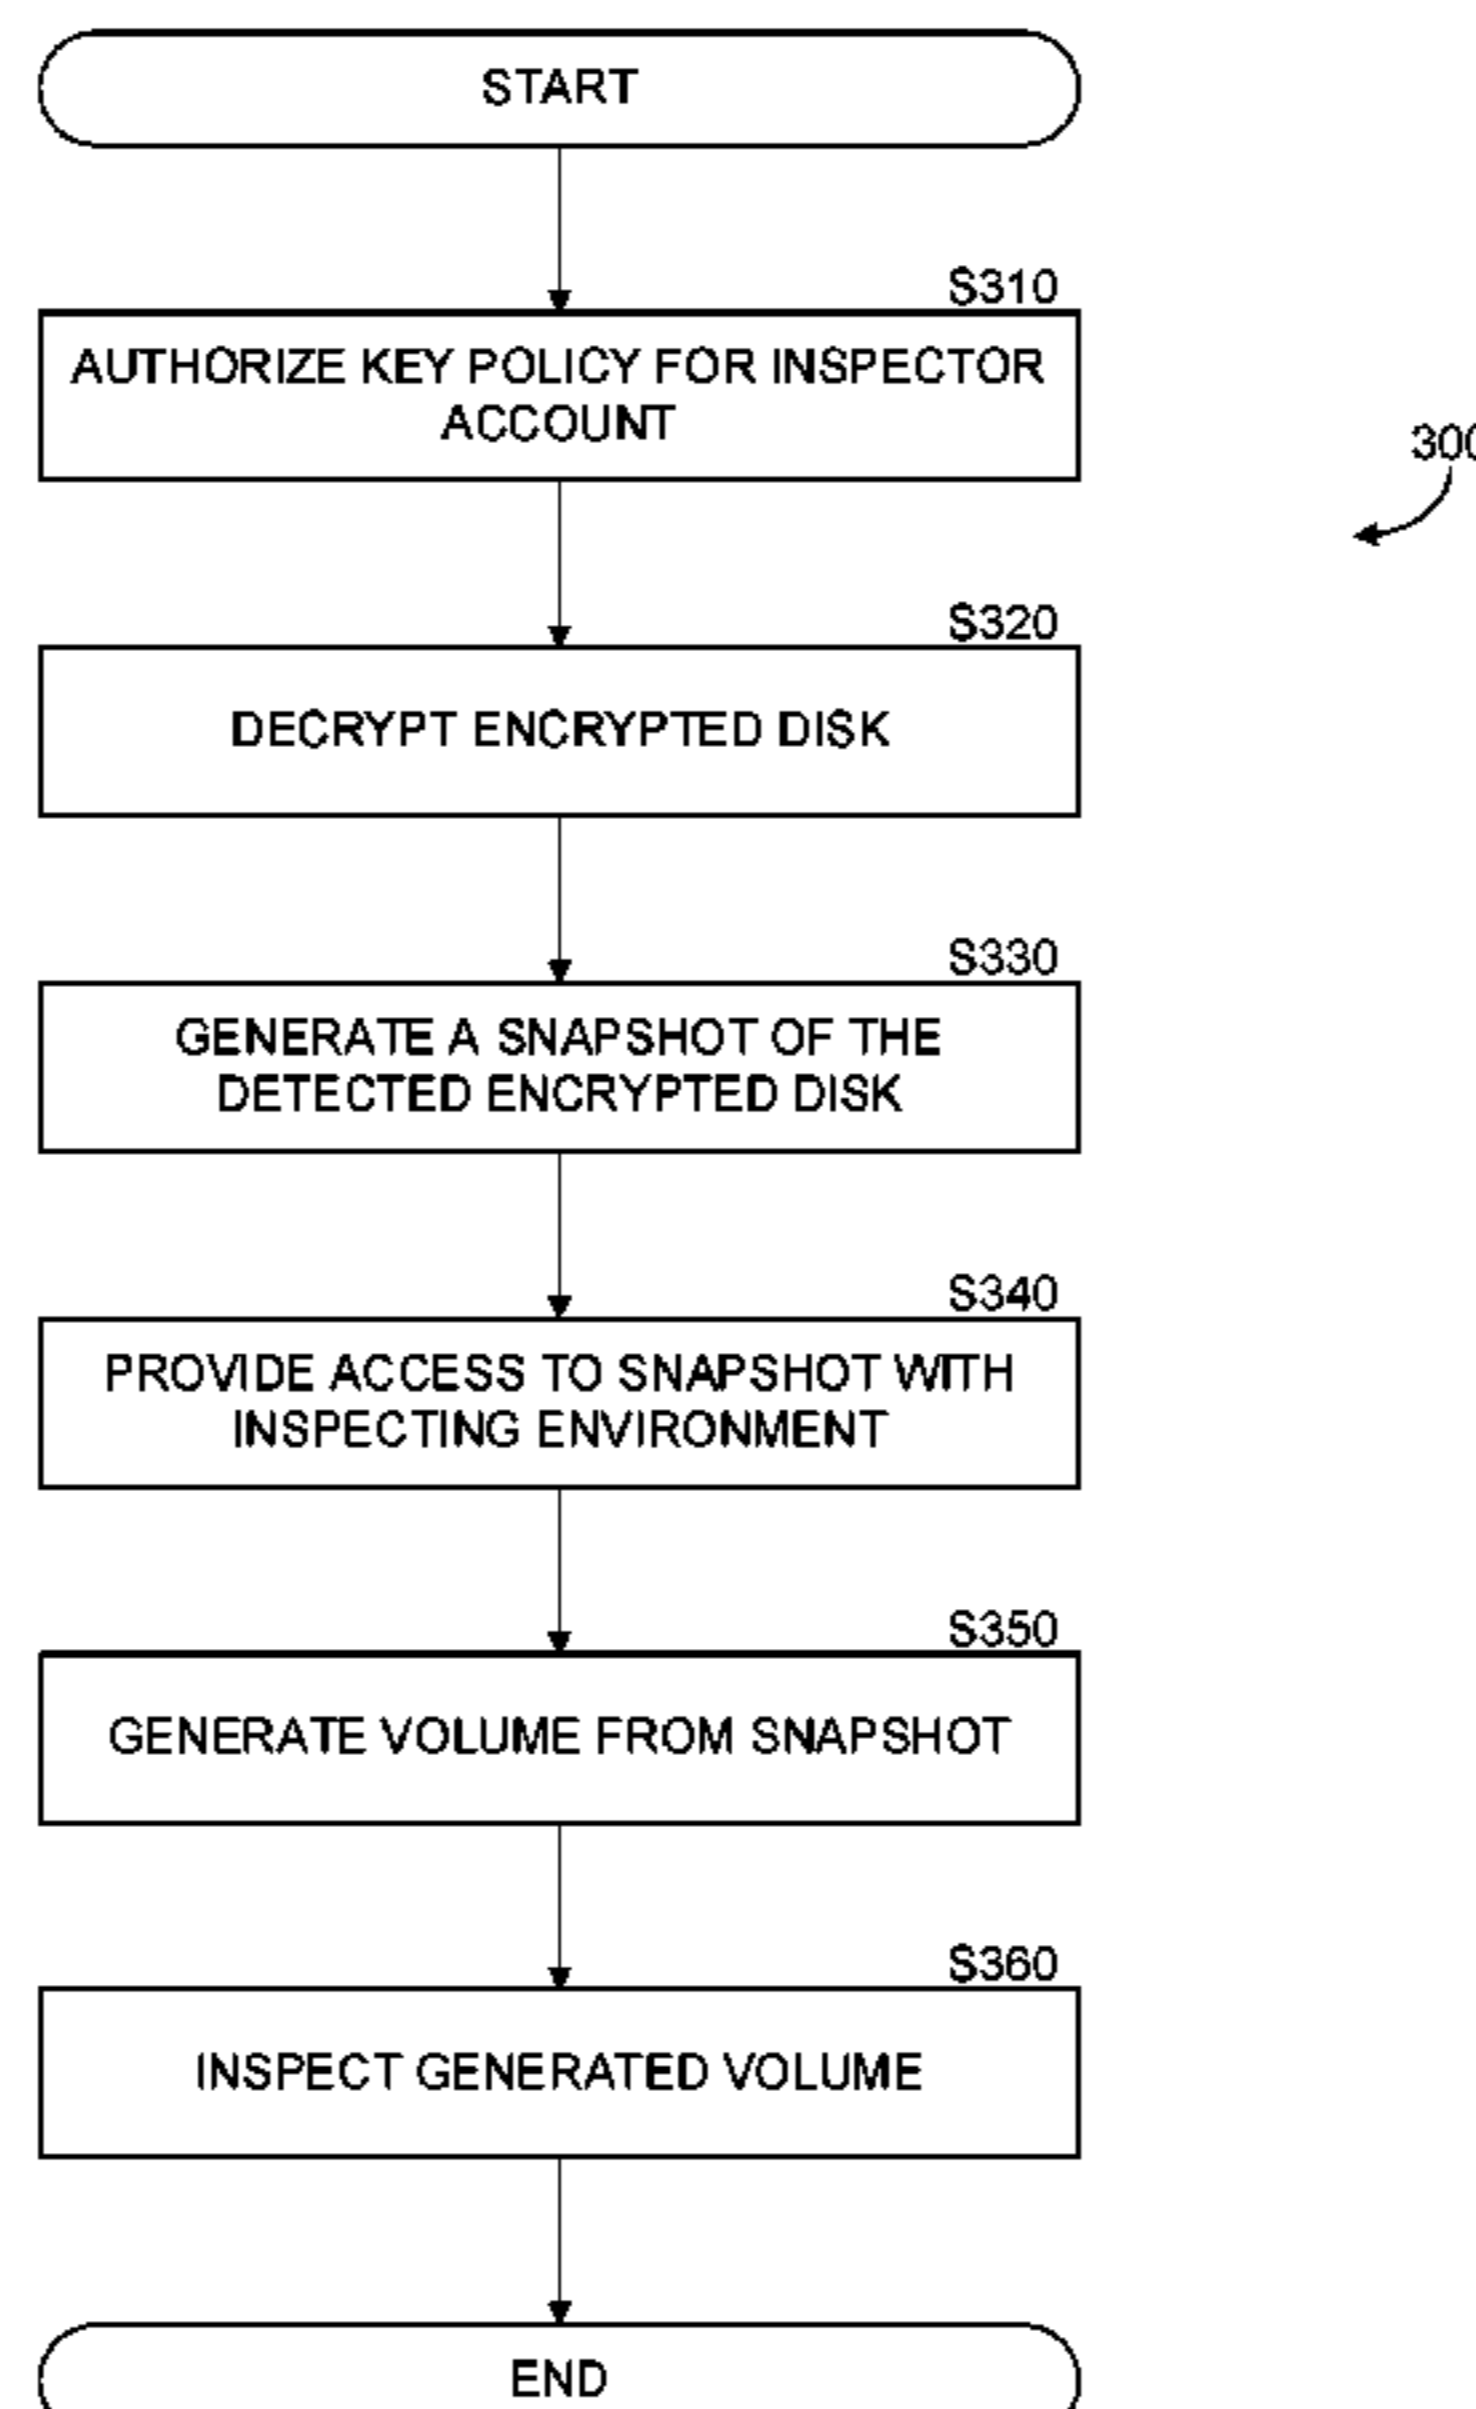 START
S310
AUTHORIZE KEY POLICY FOR INSPECTOR
ACCOUNT
300
S320
DECRYPT ENCRYPTED DISK
S330
GENERATE A SNAPSHOT OF THE
DETECTED ENCRYPTED DISK
S340
PROVIDE ACCESS TO SNAPSHOT WITH
INSPECTING ENVIRONMENT
S350
GENERATE VOLUME FROM SNAPSHOT
S360
INSPECT GENERATED VOLUME
END